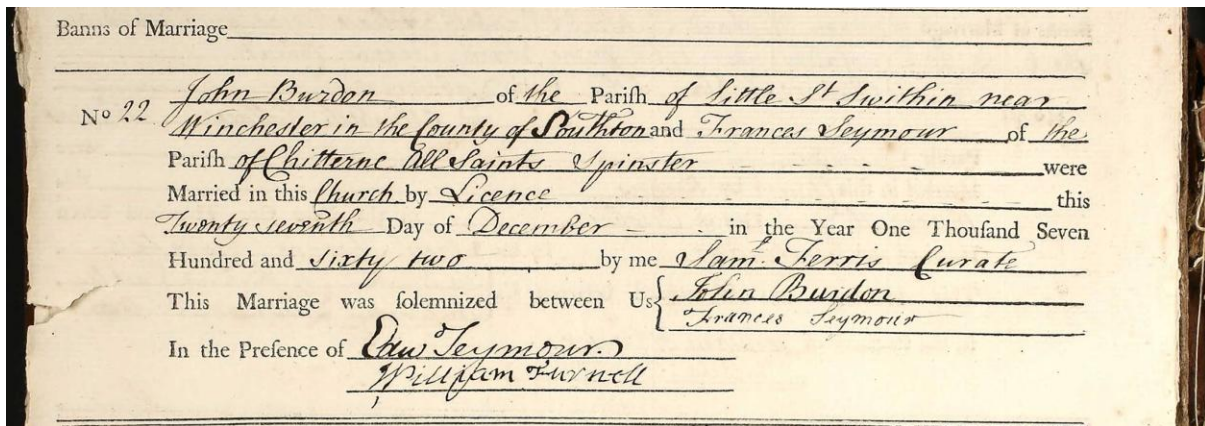 Banns of Marriage
No 22 John Burdon of the Parish of Little St Swithin near
Winchester in the County of Southton and Frances Seymour of the
Parish of Chitterne All Saints Spinster were
Married in this Church by Licence this
Twenty seventh Day of December in the Year One Thousand Seven
Hundred and sixty two by me Saml. Ferris Curate
This Marriage was solemnized between Us { John Burdon
Frances Seymour
In the Presence of Edw Seymour.
William Furnell